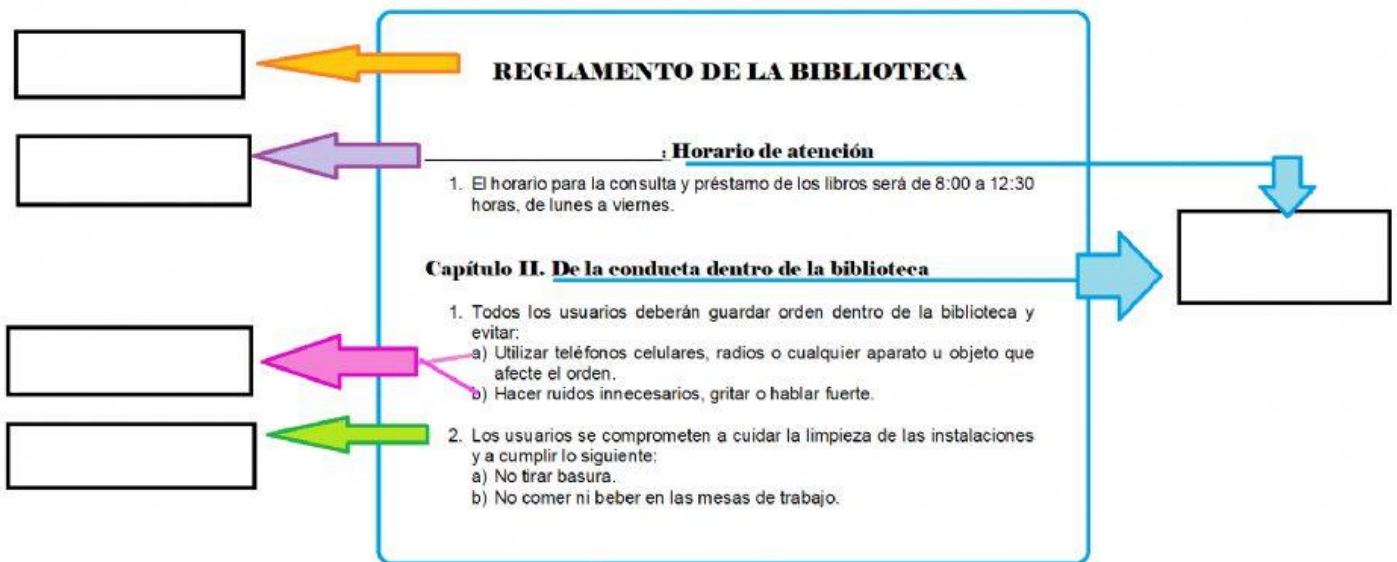 REGLAMENTO DE LA BIBLIOTECA
: Horario de atención
1. El horario para la consulta y préstamo de los libros será de 8:00 a 12:30
horas, de lunes a viernes.
Capítulo II. De la conducta dentro de la biblioteca
1. Todos los usuarios deberán guardar orden dentro de la biblioteca y
evitar:
a) Utilizar teléfonos celulares, radios o cualquier aparato u objeto que
afecte el orden.
b) Hacer ruidos innecesarios, gritar o hablar fuerte.
2. Los usuarios se comprometen a cuidar la limpieza de las instalaciones
y a cumplir lo siguiente:
a) No tirar basura.
b) No comer ni beber en las mesas de trabajo.